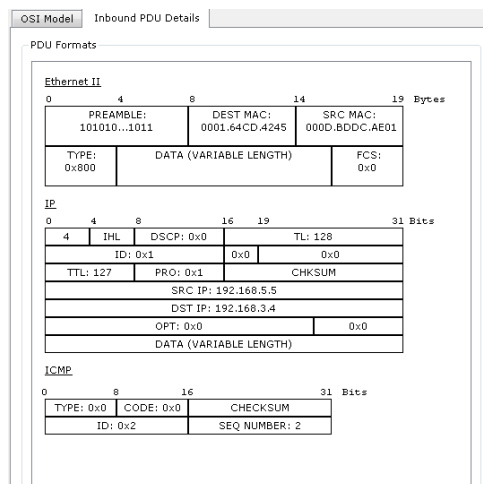 OSI Model Inbound PDU Details
PDU Formats
Ethernet II
0 4 8 14 19 Bytes
PREAMBLE: 101010...1011 DEST MAC: 0001.64CD.4245 SRC MAC: 000D.BDDC.AE01
TYPE: 0x800 DATA (VARIABLE LENGTH) FCS: 0x0
IP
0 4 8 16 19 31 Bits
4 IHL DSCP: 0x0 TL: 128
ID: 0x1 0x0 0x0
TTL: 127 PRO: 0x1 CHKSUM
SRC IP: 192.168.5.5
DST IP: 192.168.3.4
OPT: 0x0 0x0
DATA (VARIABLE LENGTH)
ICMP
0 8 16 31 Bits
TYPE: 0x0 CODE: 0x0 CHECKSUM
ID: 0x2 SEQ NUMBER: 2